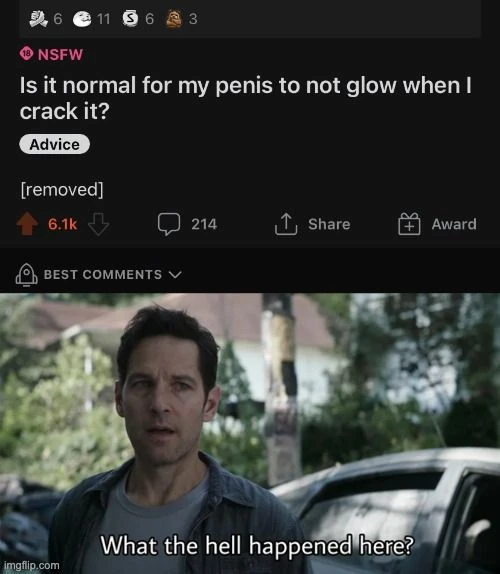 6 11 6 3
18 NSFW
Is it normal for my penis to not glow when I
crack it?
Advice
[removed]
6.1k 214 Share Award
BEST COMMENTS
What the hell happened here?
imgflip.com